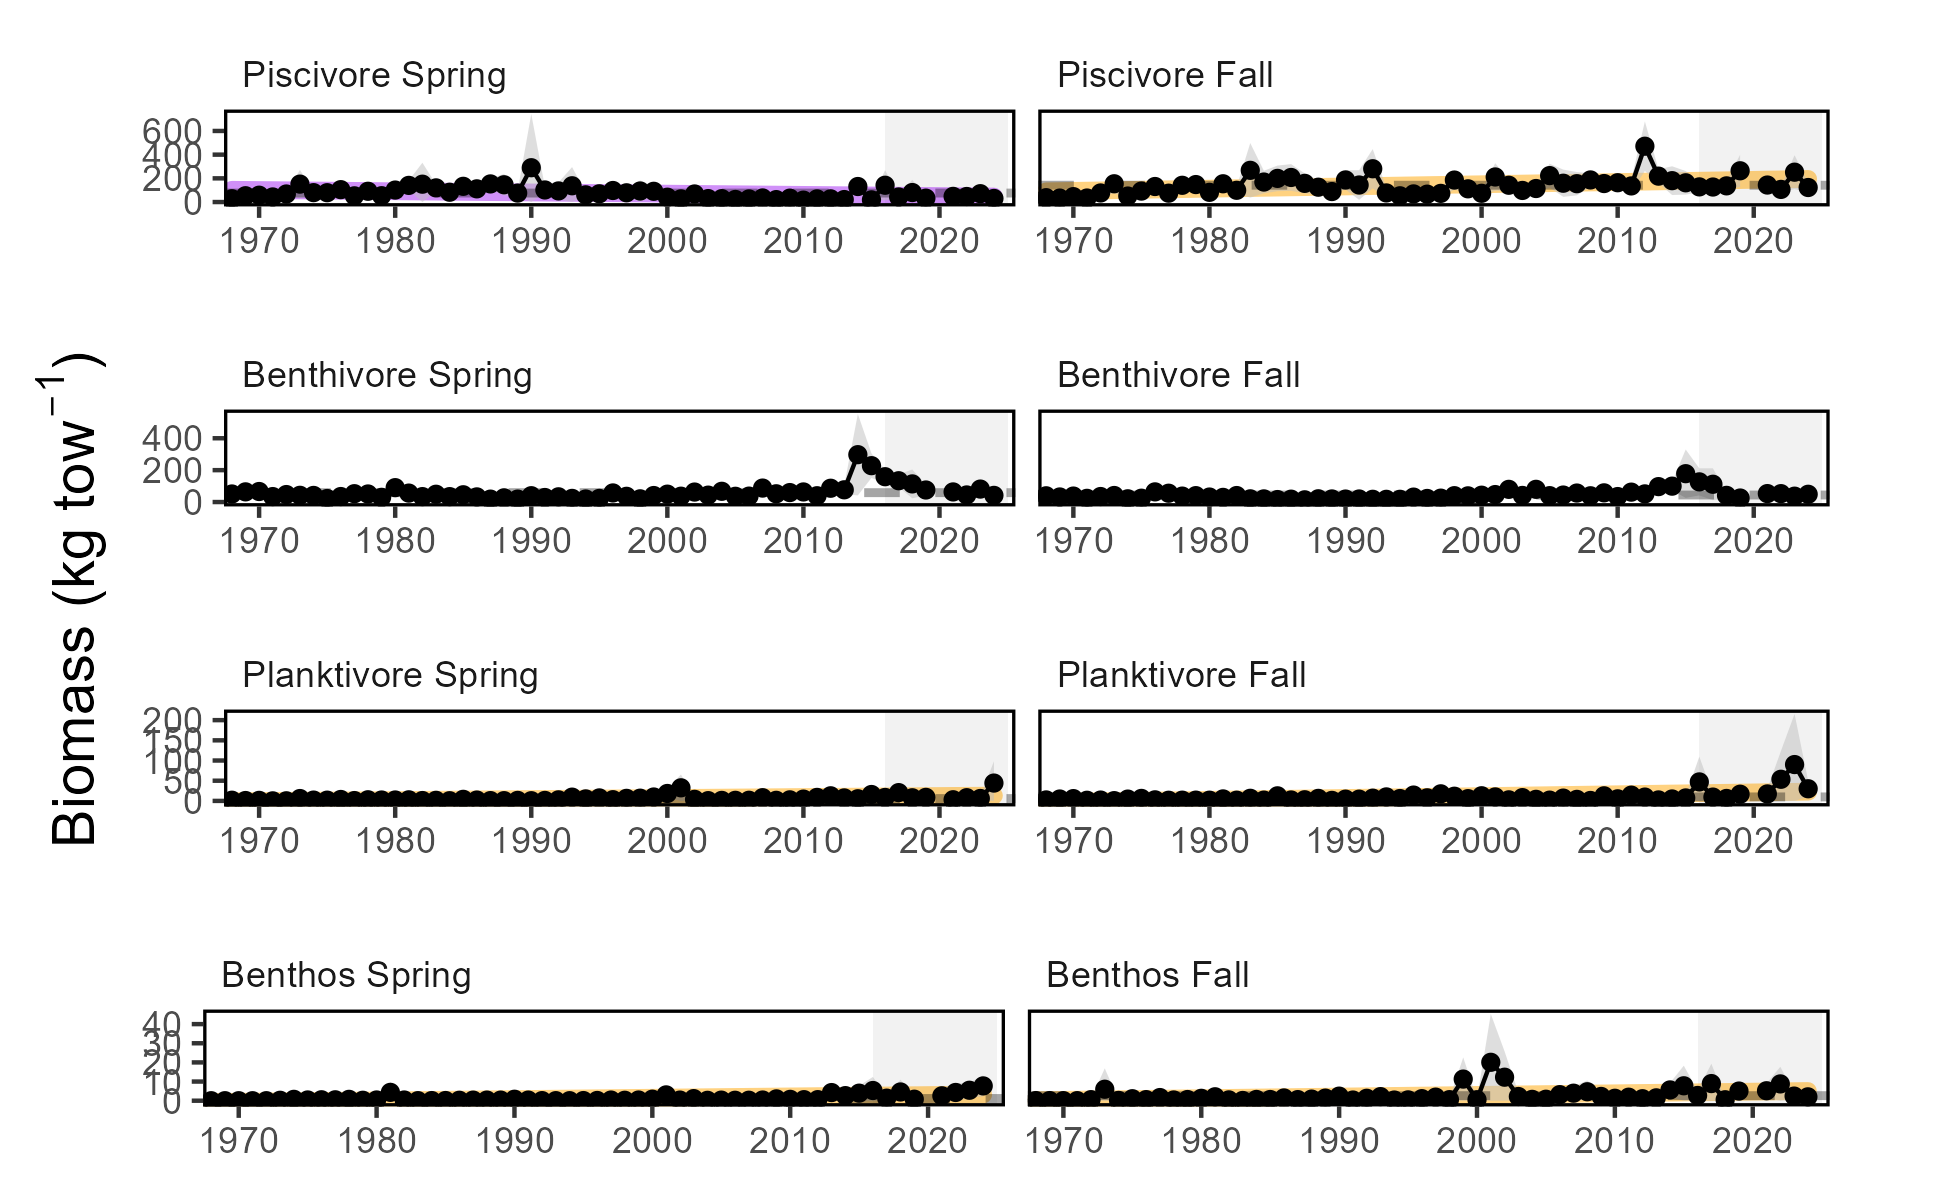 Piscivore Spring
Piscivore Fall
600
400
200
0
1970 1980 1990 2000 2010 2020
1970 1980 1990 2000 2010 2020
Biomass (kg tow⁻¹)
Benthivore Spring
Benthivore Fall
400
200
0
1970 1980 1990 2000 2010 2020
1970 1980 1990 2000 2010 2020
Planktivore Spring
Planktivore Fall
200
150
100
50
0
1970 1980 1990 2000 2010 2020
1970 1980 1990 2000 2010 2020
Benthos Spring
Benthos Fall
40
30
20
10
0
1970 1980 1990 2000 2010 2020
1970 1980 1990 2000 2010 2020